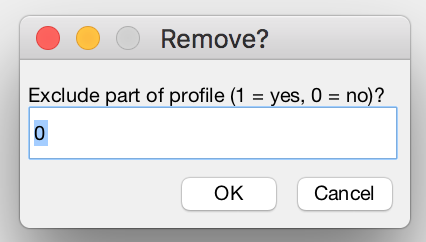 Remove?
Exclude part of profile (1 = yes, 0 = no)?
0
OK Cancel